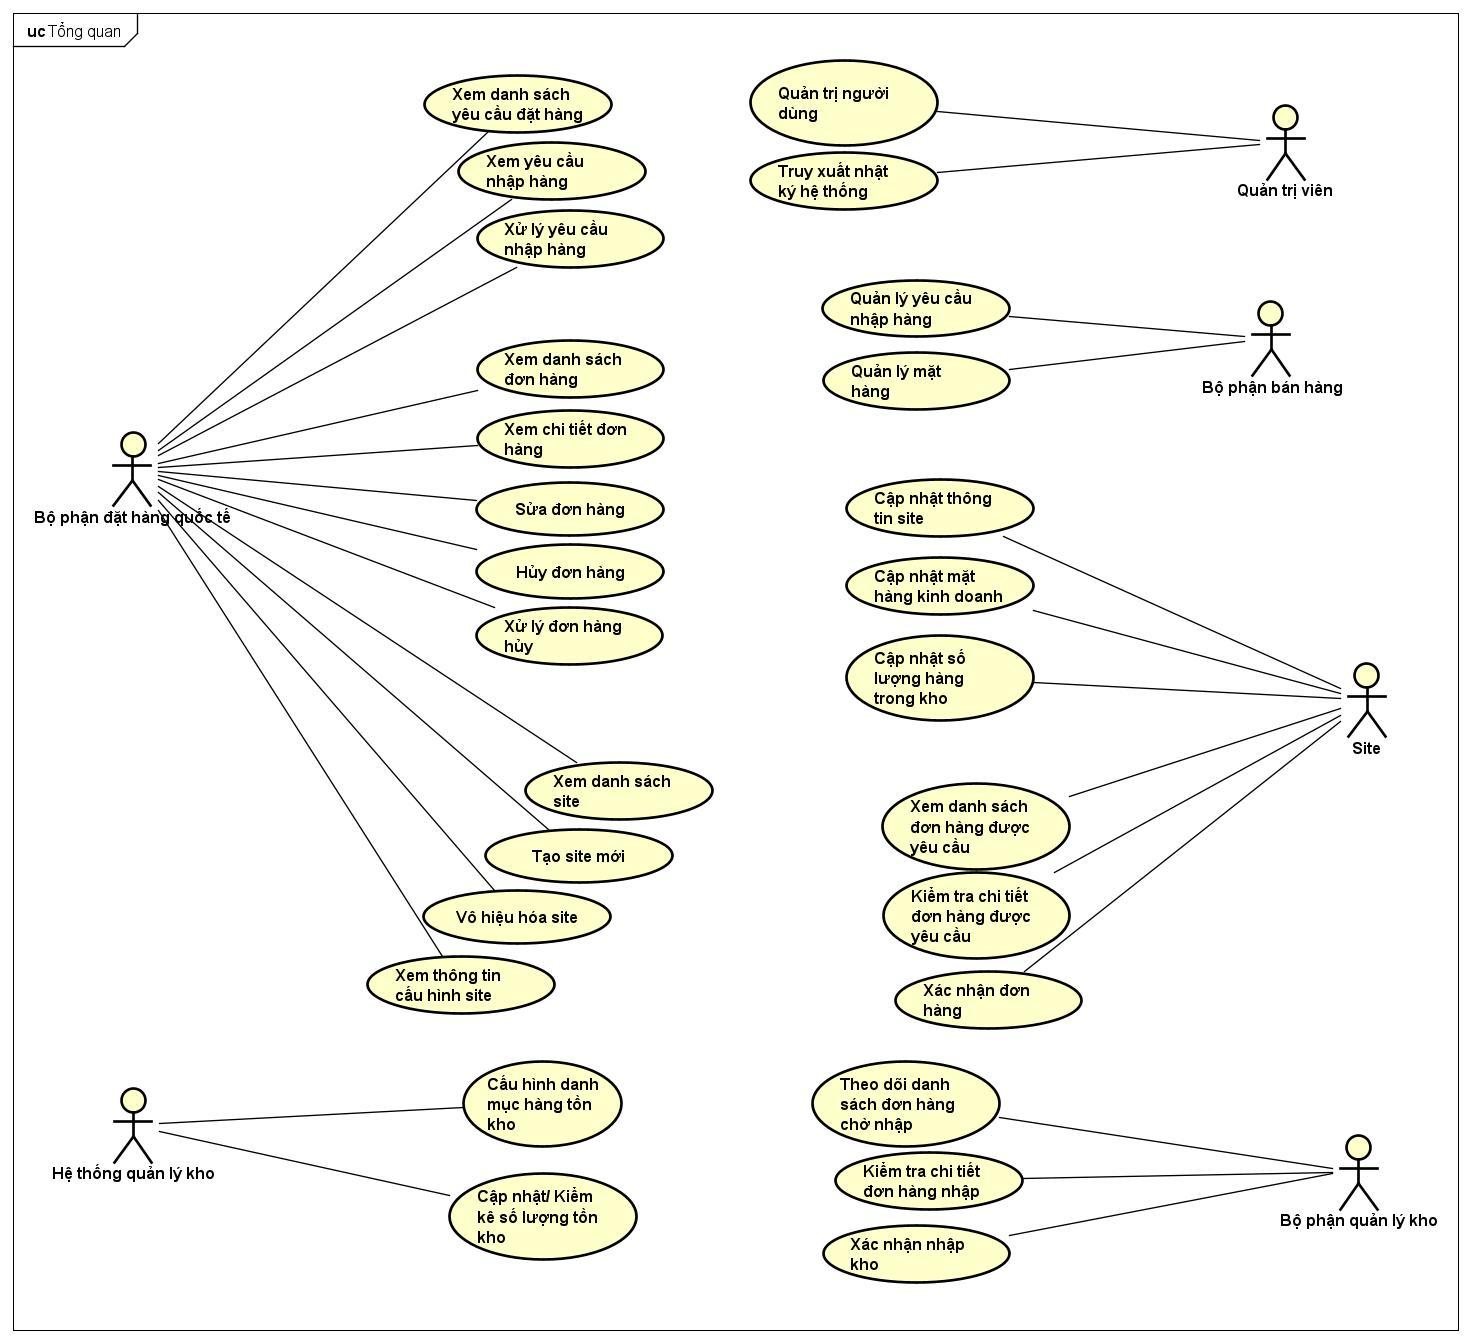 uc Tổng quan
Xem danh sách
yêu cầu đặt hàng
Xem yêu cầu
nhập hàng
Xử lý yêu cầu
nhập hàng
Xem danh sách
đơn hàng
Xem chi tiết đơn
hàng
Sửa đơn hàng
Hủy đơn hàng
Xử lý đơn hàng
hủy
Bộ phận đặt hàng quốc tế
Xem danh sách
site
Tạo site mới
Vô hiệu hóa site
Xem thông tin
cấu hình site
Cấu hình danh
mục hàng tồn
kho
Cập nhật/ Kiểm
kê số lượng tồn
kho
Hệ thống quản lý kho
Quản trị người
dùng
Truy xuất nhật
ký hệ thống
Quản trị viên
Quản lý yêu cầu
nhập hàng
Quản lý mặt
hàng
Bộ phận bán hàng
Cập nhật thông
tin site
Cập nhật mặt
hàng kinh doanh
Cập nhật số
lượng hàng
trong kho
Site
Xem danh sách
đơn hàng được
yêu cầu
Kiểm tra chi tiết
đơn hàng được
yêu cầu
Xác nhận đơn
hàng
Theo dõi danh
sách đơn hàng
chờ nhập
Kiểm tra chi tiết
đơn hàng nhập
Xác nhận nhập
kho
Bộ phận quản lý kho